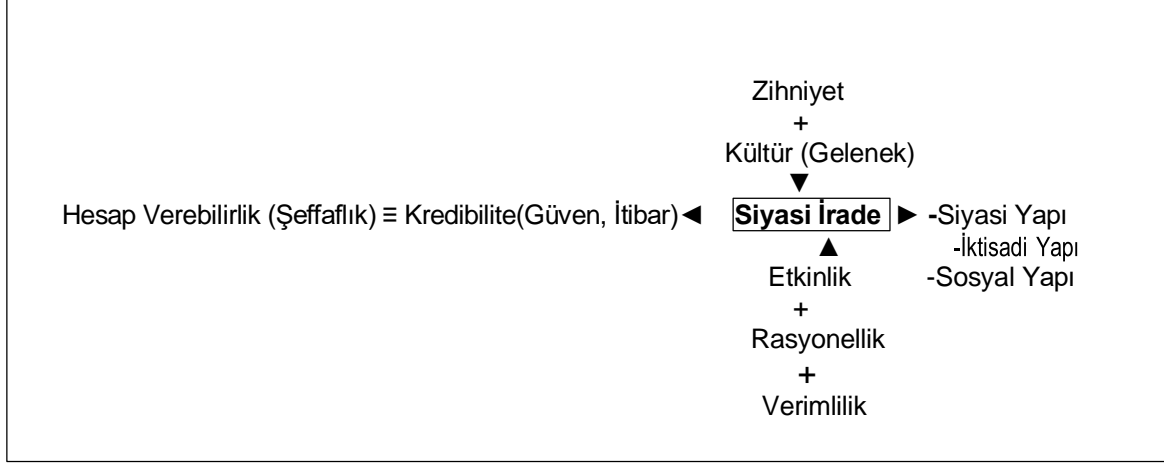 Zihniyet
+
Kültür (Gelenek)
▼
Hesap Verebilirlik (Şeffaflık) ≡ Kredibilite(Güven, İtibar)◄ Siyasi İrade ► -Siyasi Yapı
-İktisadi Yapı
▲
Etkinlik -Sosyal Yapı
+
Rasyonellik
+
Verimlilik